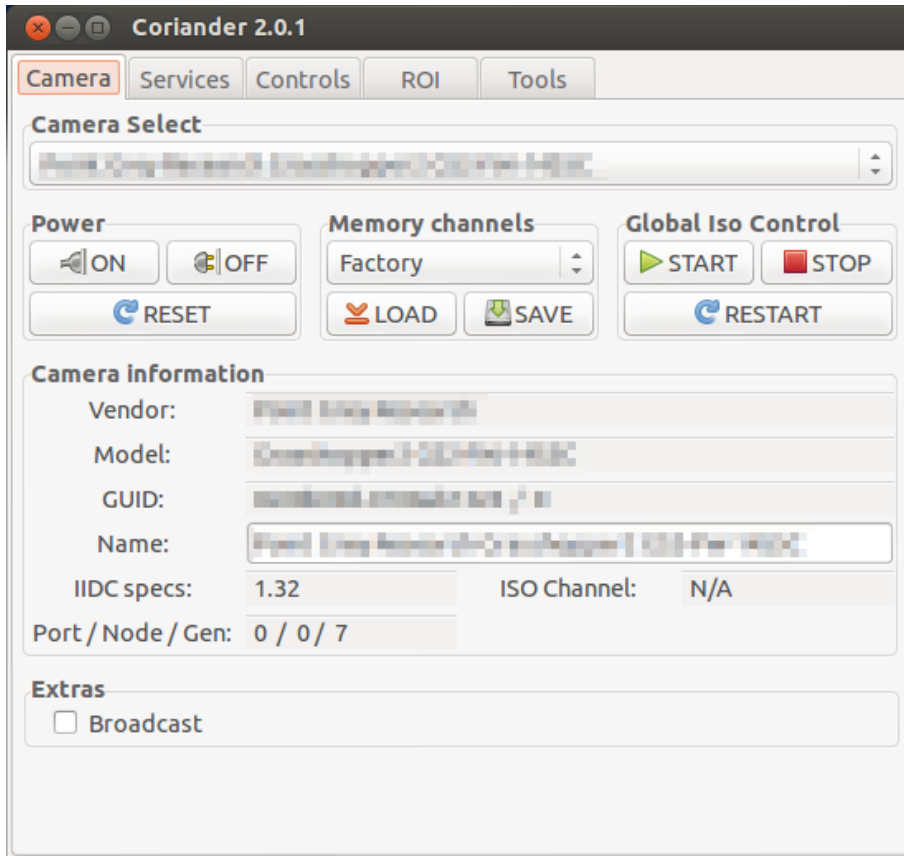 Coriander 2.0.1
Camera Services Controls ROI Tools
Camera Select
Power Memory channels Global Iso Control
ON OFF Factory START STOP
RESET LOAD SAVE RESTART
Camera information
Vendor:
Model:
GUID:
Name:
IIDC specs: 1.32 ISO Channel: N/A
Port / Node / Gen: 0 / 0 / 7
Extras
Broadcast